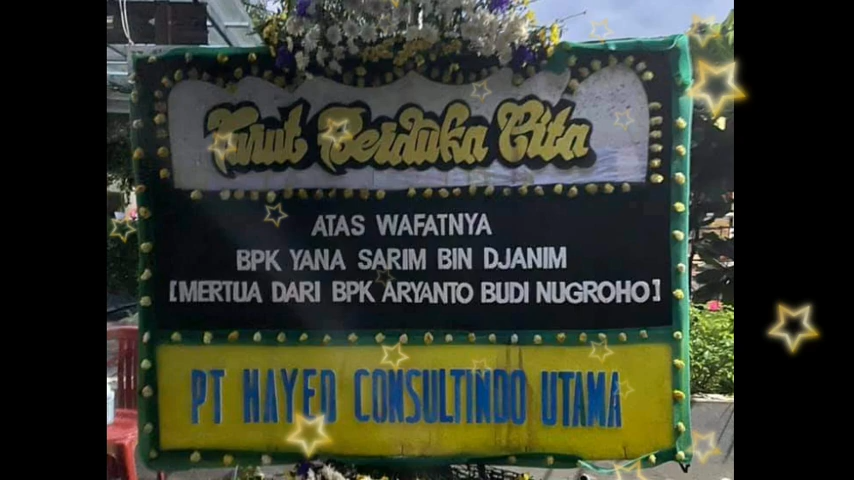 Turut Berduka Cita
ATAS WAFATNYA
BPK YANA SARIM BIN DJANIM
[MERTUA DARI BPK ARYANTO BUDI NUGROHO]
PT HAYED CONSULTINDO UTAMA